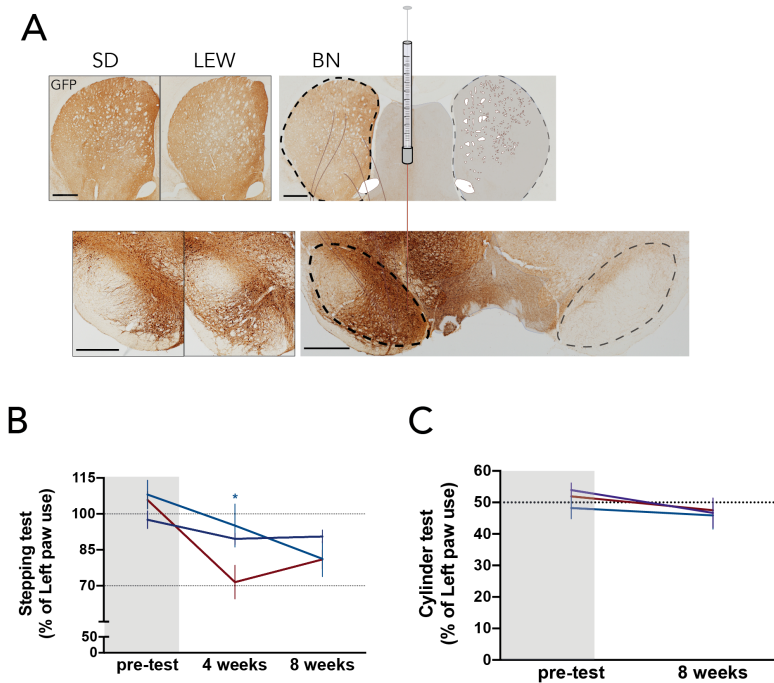 A
SD LEW BN
GFP
B
Stepping test
(% of Left paw use)
115
100
85
70
50
0
*
pre-test 4 weeks 8 weeks
C
Cylinder test
(% of Left paw use)
60
50
40
30
20
10
0
pre-test 8 weeks